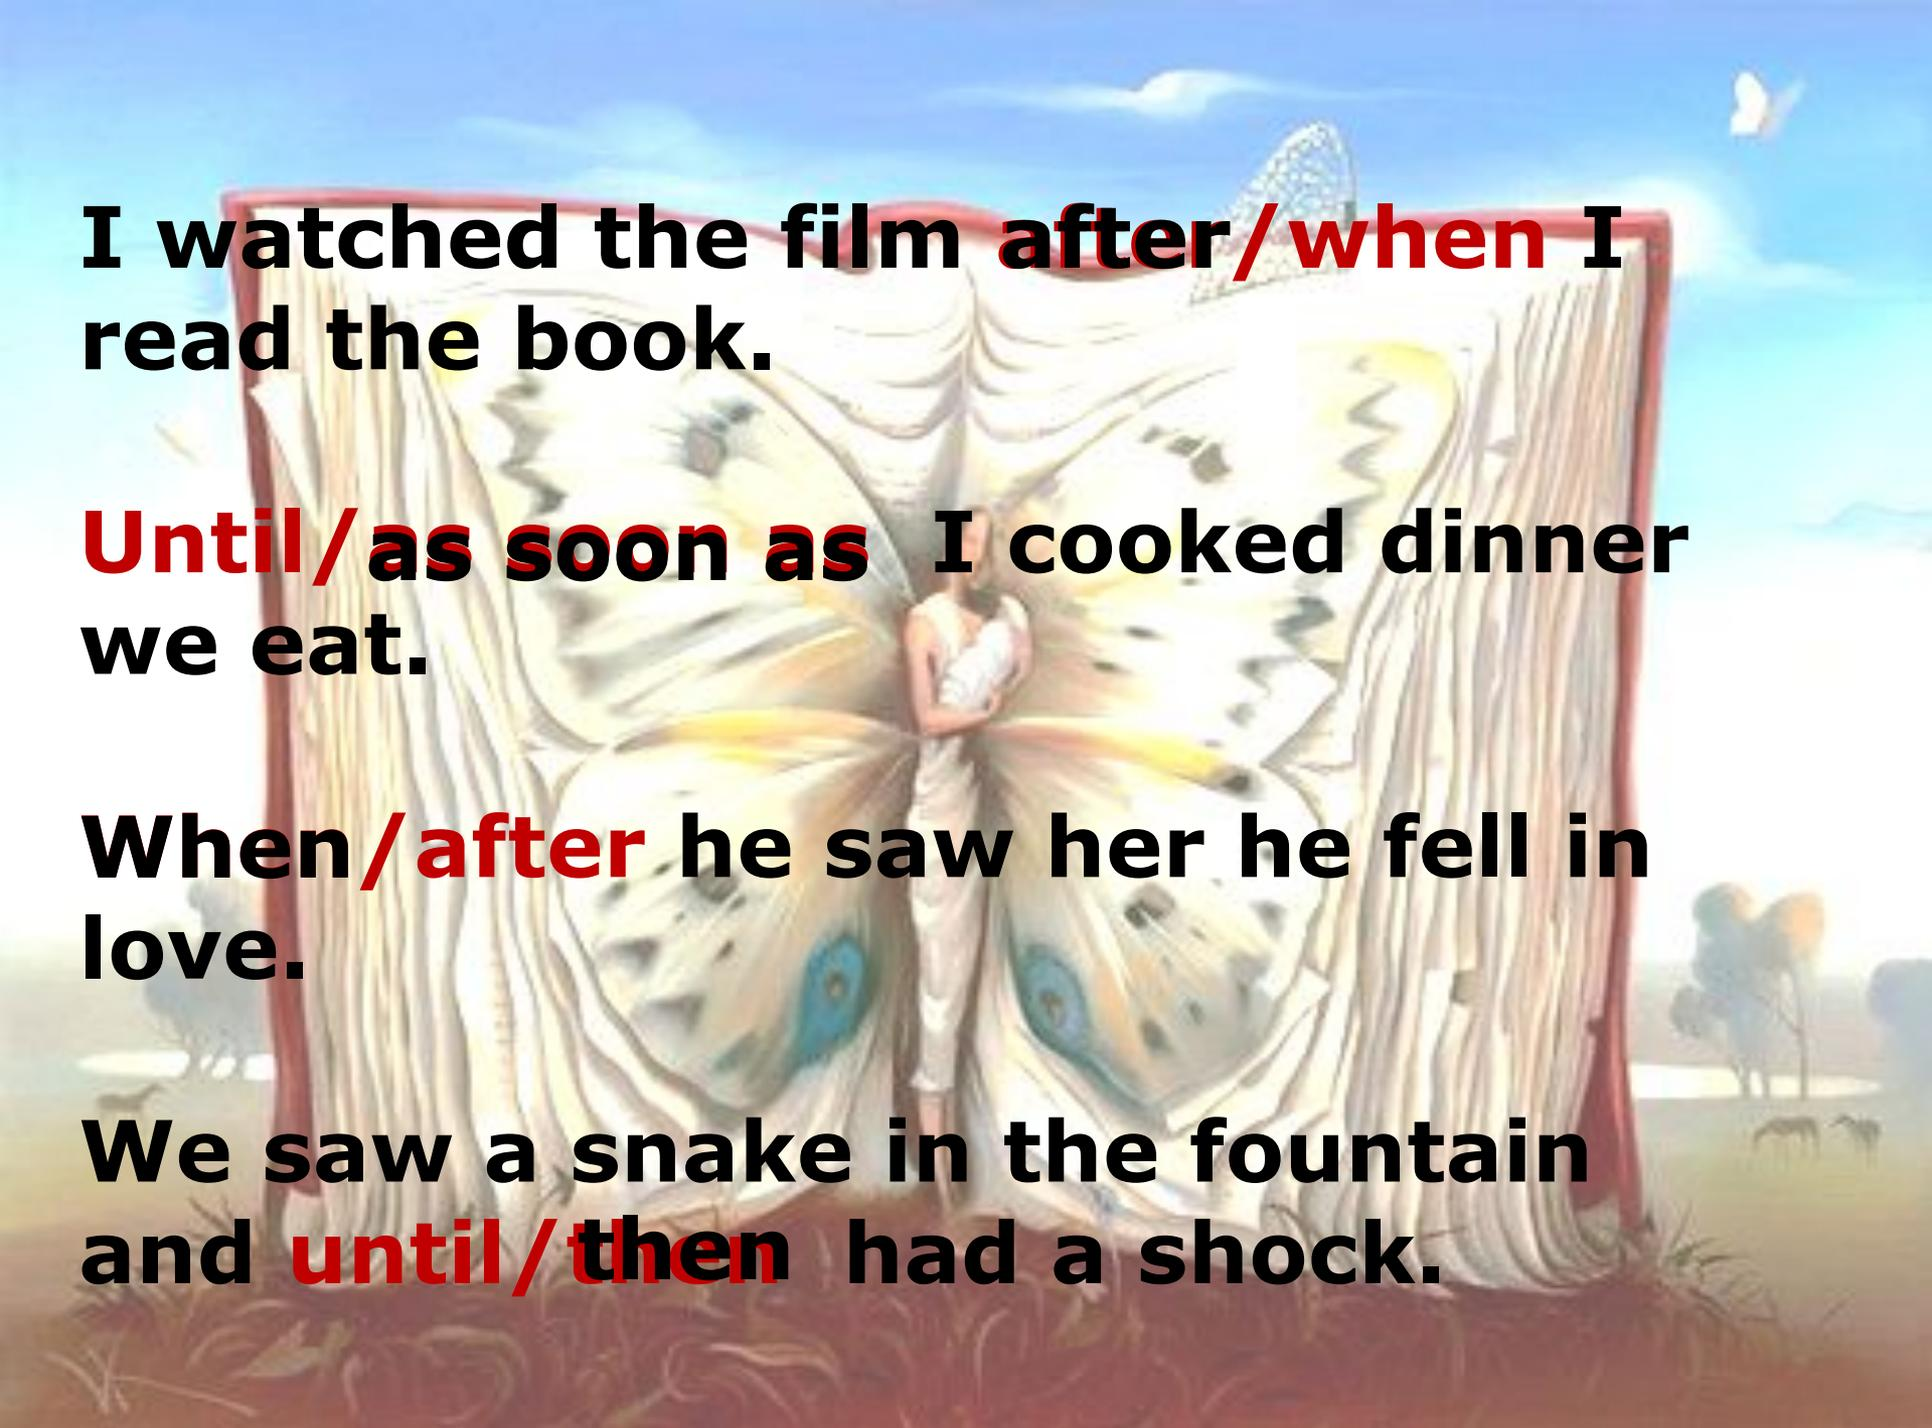 I watched the film after/when I
read the book.
Until/as soon as I cooked dinner
we eat.
When/after he saw her he fell in
love.
We saw a snake in the fountain
and until/then had a shock.
VK